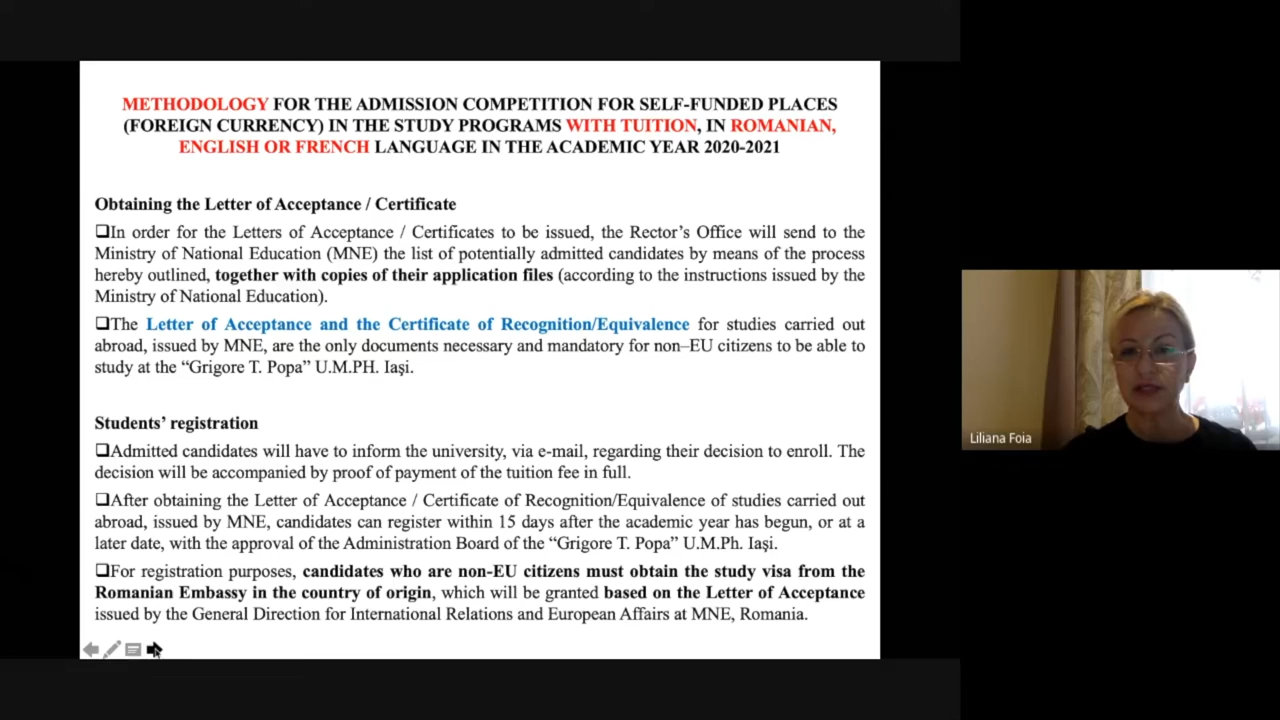 METHODOLOGY FOR THE ADMISSION COMPETITION FOR SELF-FUNDED PLACES
(FOREIGN CURRENCY) IN THE STUDY PROGRAMS WITH TUITION, IN ROMANIAN,
ENGLISH OR FRENCH LANGUAGE IN THE ACADEMIC YEAR 2020-2021
Obtaining the Letter of Acceptance / Certificate
❑In order for the Letters of Acceptance / Certificates to be issued, the Rector's Office will send to the
Ministry of National Education (MNE) the list of potentially admitted candidates by means of the process
hereby outlined, together with copies of their application files (according to the instructions issued by the
Ministry of National Education).
❑The Letter of Acceptance and the Certificate of Recognition/Equivalence for studies carried out
abroad, issued by MNE, are the only documents necessary and mandatory for non–EU citizens to be able to
study at the “Grigore T. Popa” U.M.PH. Iaşi.
Students’ registration
❑Admitted candidates will have to inform the university, via e-mail, regarding their decision to enroll. The
decision will be accompanied by proof of payment of the tuition fee in full.
❑After obtaining the Letter of Acceptance / Certificate of Recognition/Equivalence of studies carried out
abroad, issued by MNE, candidates can register within 15 days after the academic year has begun, or at a
later date, with the approval of the Administration Board of the “Grigore T. Popa” U.M.Ph. Iaşi.
❑For registration purposes, candidates who are non-EU citizens must obtain the study visa from the
Romanian Embassy in the country of origin, which will be granted based on the Letter of Acceptance
issued by the General Direction for International Relations and European Affairs at MNE, Romania.
Liliana Foia